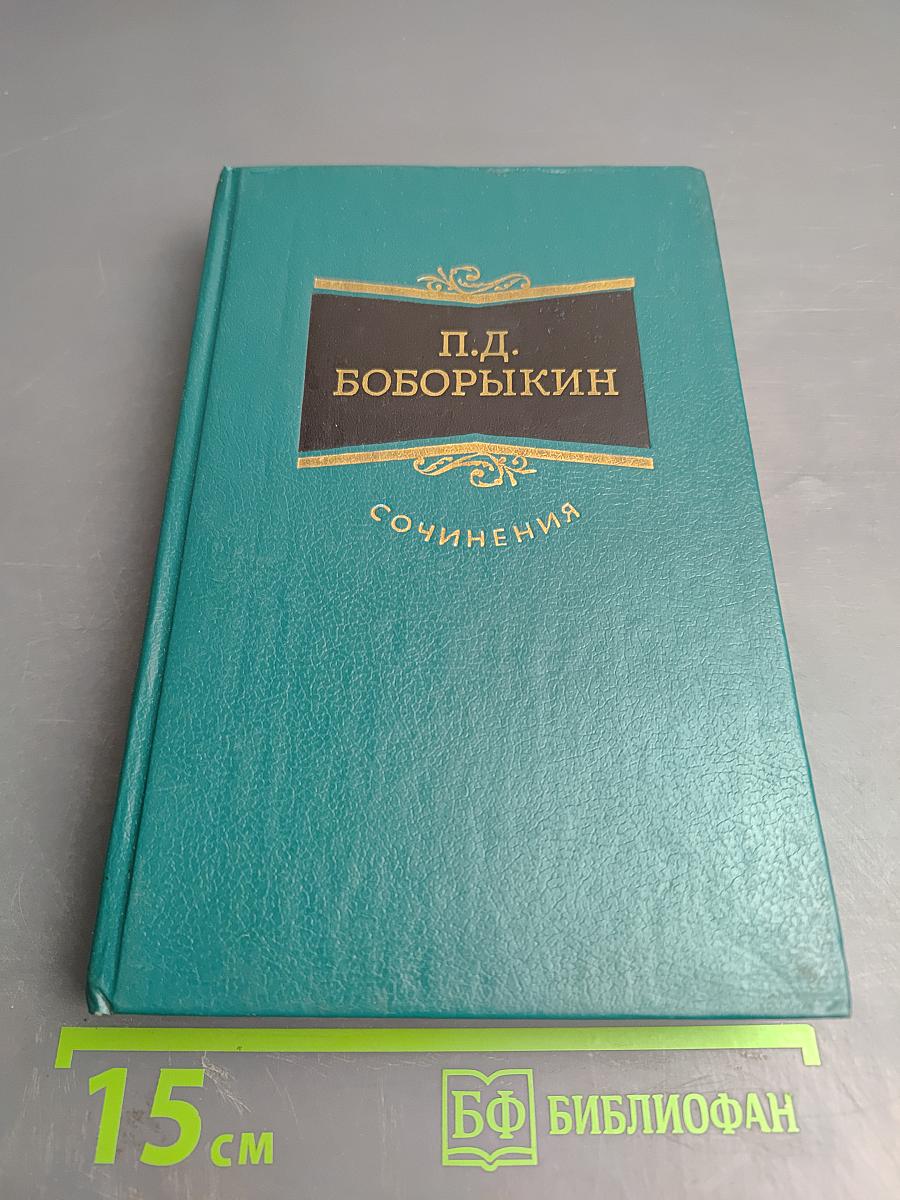 П.Д.
БОБОРЫКИН
СОЧИНЕНИЯ
15 см
БФ БИБЛИОФАН